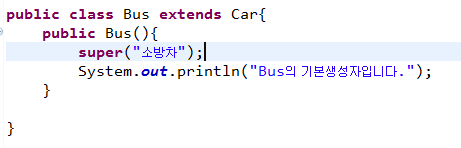 public class Bus extends Car{
public Bus(){
super("소방차");
System.out.println("Bus의 기본생성자입니다.");
}
}